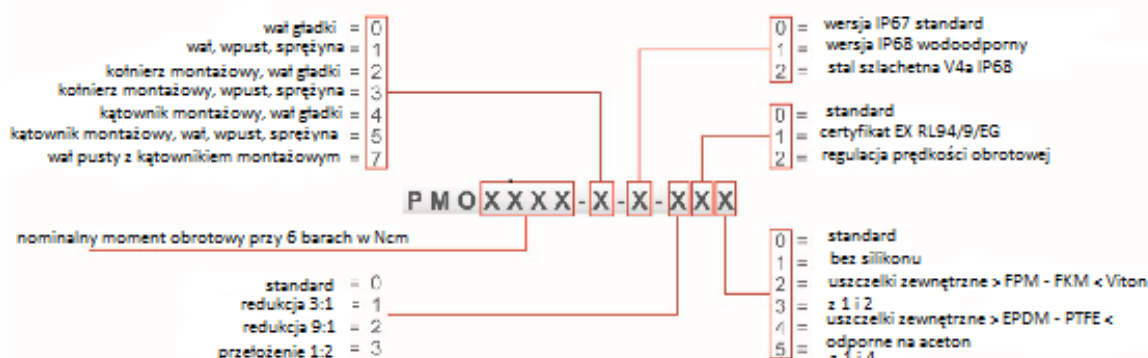 wał gładki = 0
wał, wpust, sprężyna = 1
kołnierz montażowy, wał gładki = 2
kołnierz montażowy, wpust, sprężyna = 3
kątownik montażowy, wał gładki = 4
kątownik montażowy, wał, wpust, sprężyna = 5
wał pusty z kątownikiem montażowym = 7
0 = wersja IP67 standard
1 = wersja IP68 wodoodporny
2 = stal szlachetna V4a IP68
0 = standard
1 = certyfikat EX RL94/9/EG
2 = regulacja prędkości obrotowej
PMOXXXX-X-X-XXX
nominalny moment obrotowy przy 6 barach w Ncm
standard = 0
redukcja 3:1 = 1
redukcja 9:1 = 2
przełożenie 1:2 = 3
0 = standard
1 = bez silikonu
2 = uszczelki zewnętrzne > FPM - FKM < Viton
3 = z 1 i 2
4 = uszczelki zewnętrzne > EPDM - PTFE <
odporne na aceton
5 = z 1 i 4